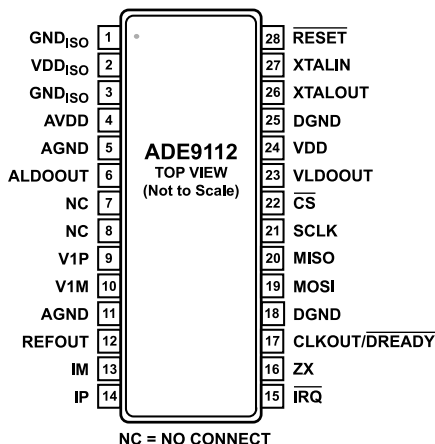 GNDISO 1 28 RESET
VDDISO 2 27 XTALIN
GNDISO 3 26 XTALOUT
AVDD 4 25 DGND
AGND 5 ADE9112 24 VDD
ALDOOUT 6 TOP VIEW 23 VLDOOUT
NC 7 (Not to Scale) 22 CS
NC 8 21 SCLK
V1P 9 20 MISO
V1M 10 19 MOSI
AGND 11 18 DGND
REFOUT 12 17 CLKOUT/DREADY
IM 13 16 ZX
IP 14 15 IRQ
NC = NO CONNECT